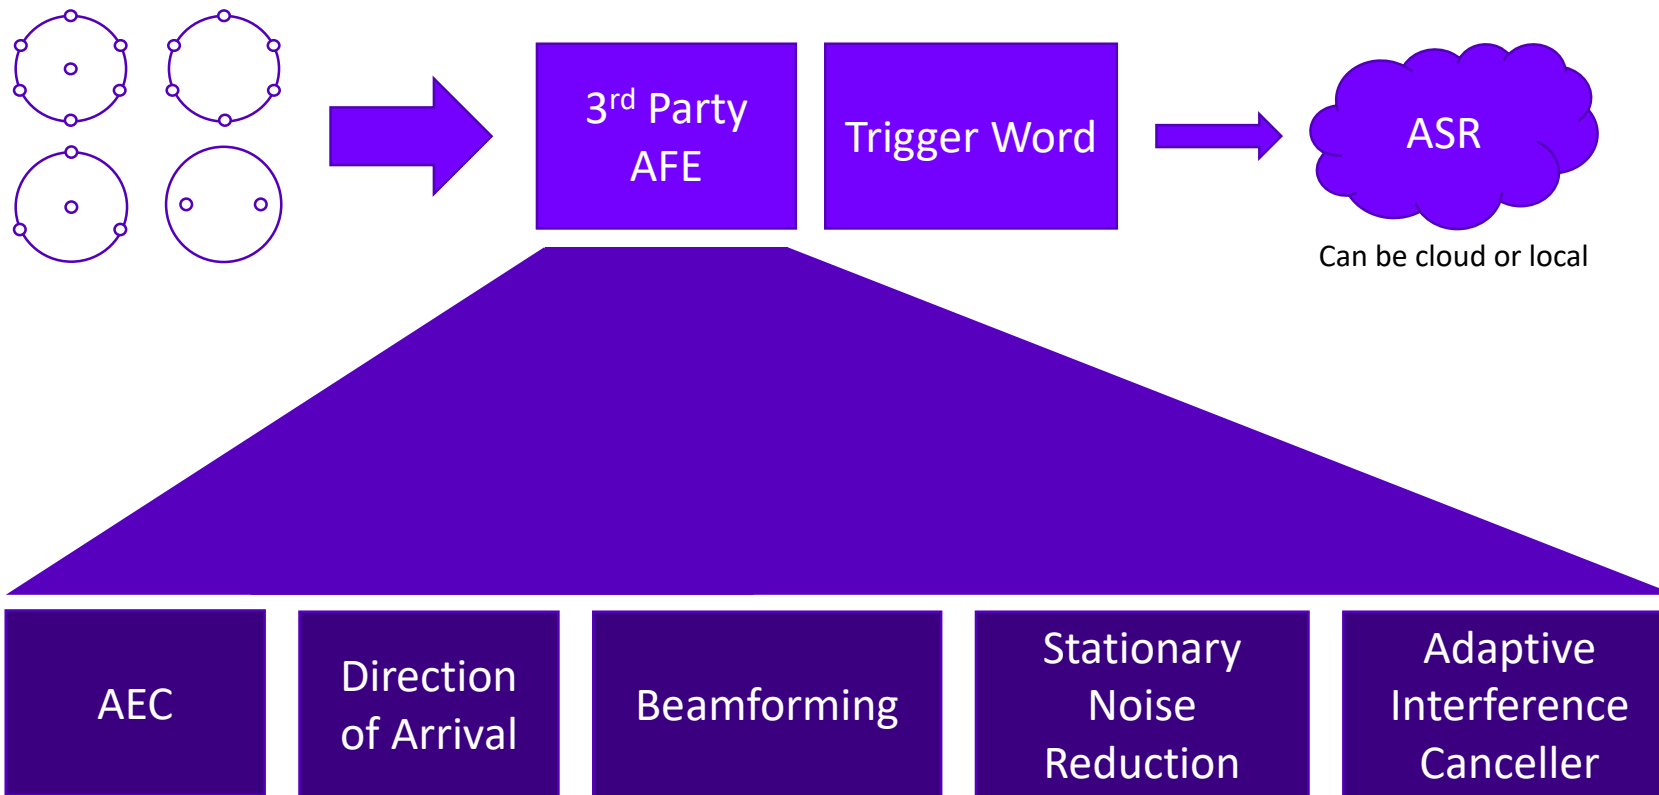 3rd Party
AFE
Trigger Word
ASR
Can be cloud or local
AEC
Direction
of Arrival
Beamforming
Stationary
Noise
Reduction
Adaptive
Interference
Canceller